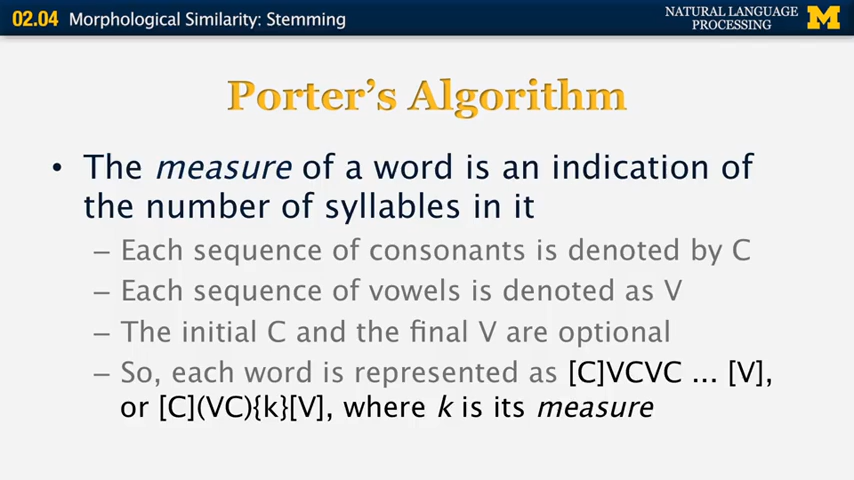 02.04 Morphological Similarity: Stemming
NATURAL LANGUAGE
PROCESSING
M
Porter's Algorithm
• The measure of a word is an indication of
the number of syllables in it
– Each sequence of consonants is denoted by C
– Each sequence of vowels is denoted as V
– The initial C and the final V are optional
– So, each word is represented as [C]VCVC ... [V],
or [C](VC){k}[V], where k is its measure